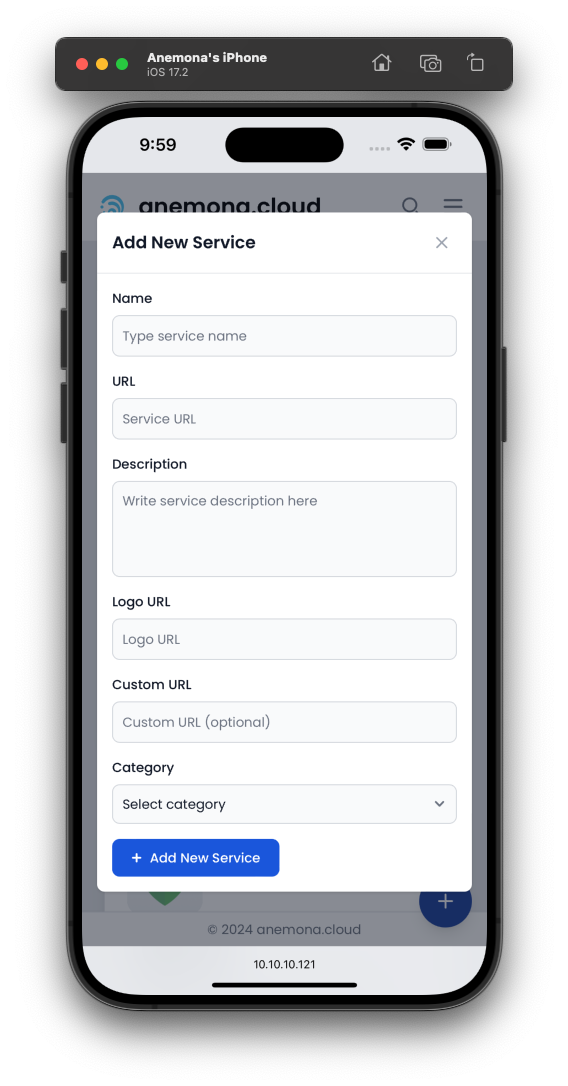 Anemona's iPhone
iOS 17.2
9:59
anemona.cloud
Add New Service
Name
Type service name
URL
Service URL
Description
Write service description here
Logo URL
Logo URL
Custom URL
Custom URL (optional)
Category
Select category
+ Add New Service
+
© 2024 anemona.cloud
10.10.10.121